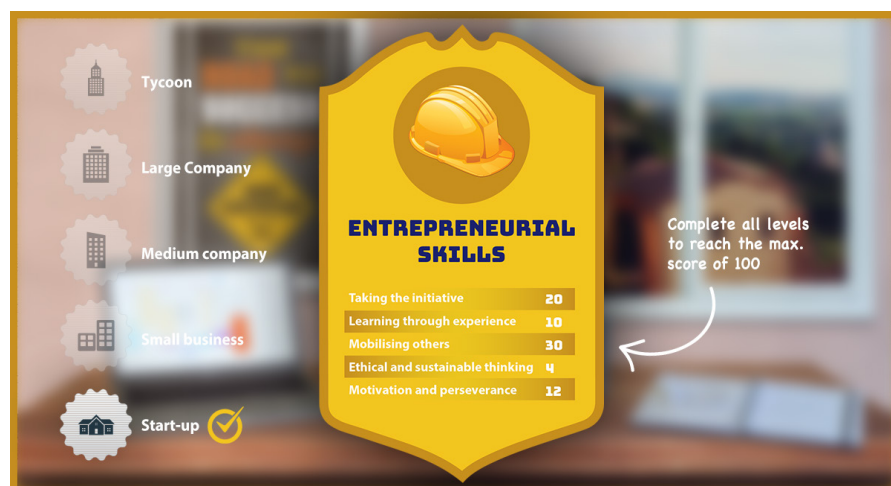 Tycoon
Large Company
Medium company
Small business
Start-up
ENTREPRENEURIAL
SKILLS
Taking the initiative 20
Learning through experience 10
Mobilising others 30
Ethical and sustainable thinking 4
Motivation and perseverance 12
Complete all levels
to reach the max.
score of 100